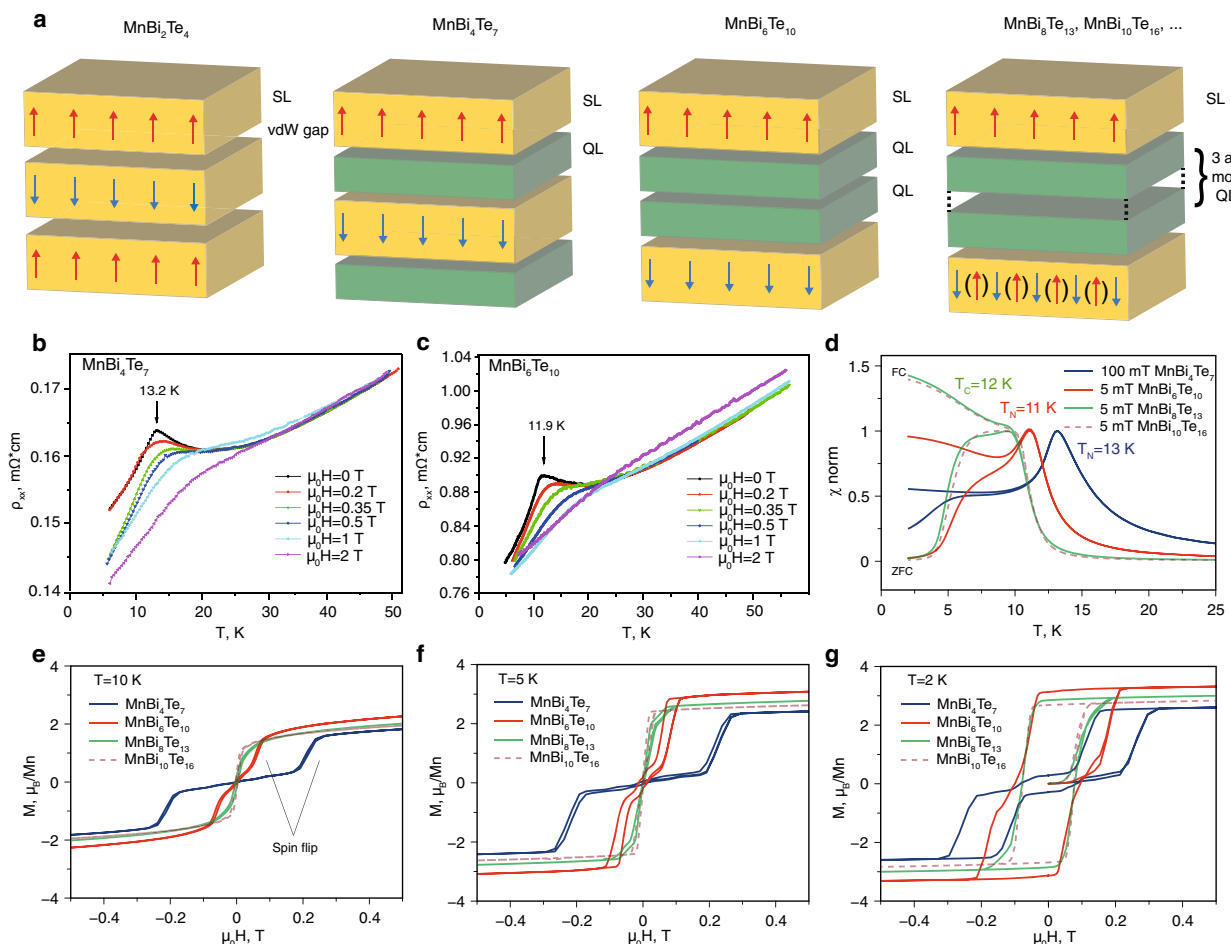 a
MnBi₂Te₄
MnBi₄Te₇
MnBi₆Te₁₀
MnBi₈Te₁₃, MnBi₁₀Te₁₆, ...
SL
vdW gap
SL
QL
SL
QL
QL
SL
3 a
mo
QL
( ) ( ) ( ) ( )
b
MnBi₄Te₇
13.2 K
0.17
0.16
0.15
0.14
ρxx, mΩ*cm
μ₀H=0 T
μ₀H=0.2 T
μ₀H=0.35 T
μ₀H=0.5 T
μ₀H=1 T
μ₀H=2 T
0 10 20 30 40 50
T, K
c
MnBi₆Te₁₀
11.9 K
1.04
1.00
0.96
0.92
0.88
0.84
0.80
0.76
ρxx, mΩ*cm
μ₀H=0 T
μ₀H=0.2 T
μ₀H=0.35 T
μ₀H=0.5 T
μ₀H=1 T
μ₀H=2 T
0 10 20 30 40 50
T, K
d
1.5
1
0.5
0
χ norm
FC
ZFC
T_C=12 K
T_N=11 K
T_N=13 K
100 mT MnBi₄Te₇
5 mT MnBi₆Te₁₀
5 mT MnBi₈Te₁₃
5 mT MnBi₁₀Te₁₆
0 5 10 15 20 25
T, K
e
T=10 K
MnBi₄Te₇
MnBi₆Te₁₀
MnBi₈Te₁₃
MnBi₁₀Te₁₆
Spin flip
4
2
0
−2
−4
M, μB/Mn
−0.4 −0.2 0 0.2 0.4
μ₀H, T
f
T=5 K
MnBi₄Te₇
MnBi₆Te₁₀
MnBi₈Te₁₃
MnBi₁₀Te₁₆
4
2
0
−2
−4
M, μB/Mn
−0.4 −0.2 0 0.2 0.4
μ₀H, T
g
T=2 K
MnBi₄Te₇
MnBi₆Te₁₀
MnBi₈Te₁₃
MnBi₁₀Te₁₆
4
2
0
−2
−4
M, μB/Mn
−0.4 −0.2 0 0.2 0.4
μ₀H, T